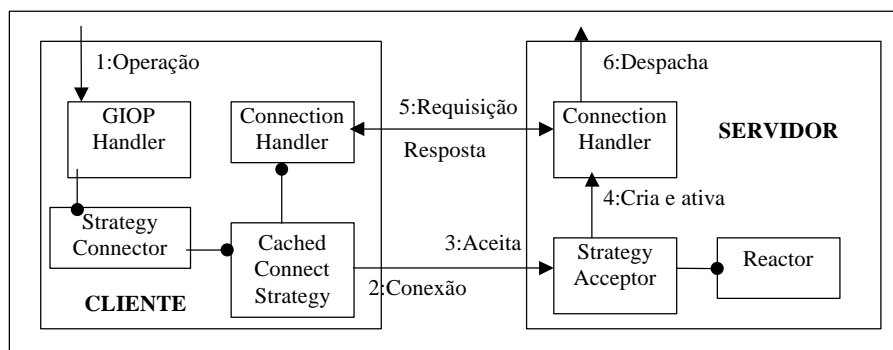 1:Operação
GIOP
Handler
Connection
Handler
Strategy
Connector
Cached
Connect
Strategy
CLIENTE
5:Requisição
Resposta
3:Aceita
2:Conexão
6:Despacha
Connection
Handler
SERVIDOR
4:Cria e ativa
Strategy
Acceptor
Reactor